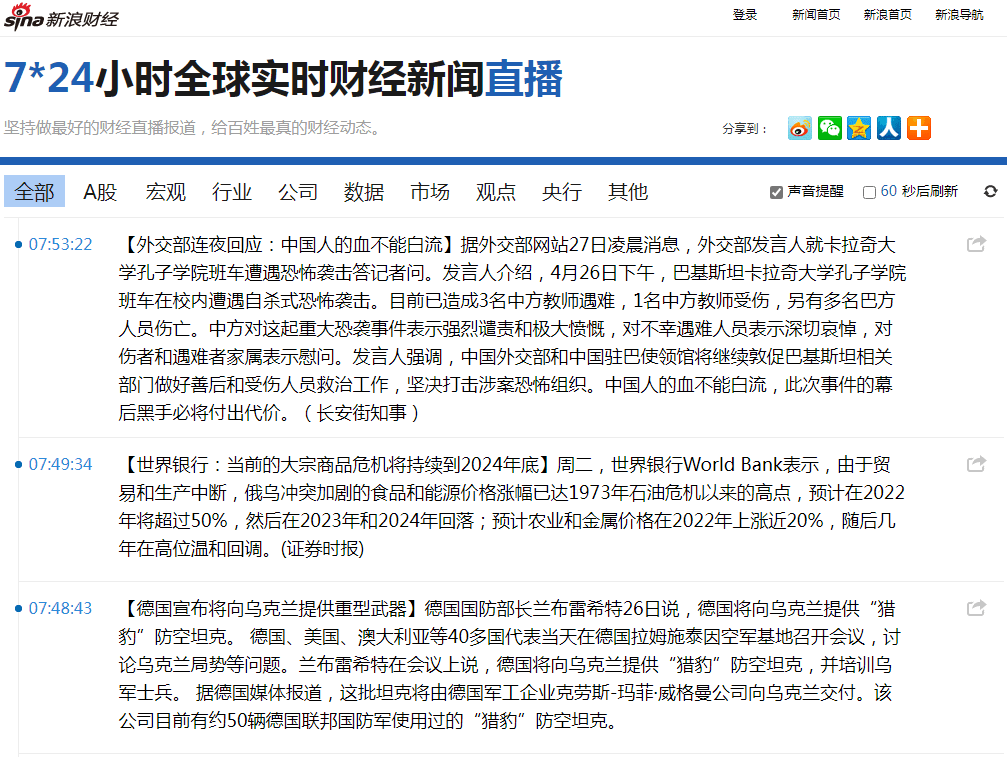 sina新浪财经
登录 新闻首页 新浪首页 新浪导航
7*24小时全球实时财经新闻直播
坚持做最好的财经直播报道，给百姓最真的财经动态。
分享到：
全部 A股 宏观 行业 公司 数据 市场 观点 央行 其他 声音提醒 60 秒后刷新
07:53:22 【外交部连夜回应：中国人的血不能白流】据外交部网站27日凌晨消息，外交部发言人就卡拉奇大
学孔子学院班车遭遇恐怖袭击答记者问。发言人介绍，4月26日下午，巴基斯坦卡拉奇大学孔子学院
班车在校内遭遇自杀式恐怖袭击。目前已造成3名中方教师遇难，1名中方教师受伤，另有多名巴方
人员伤亡。中方对这起重大恐袭事件表示强烈谴责和极大愤慨，对不幸遇难人员表示深切哀悼，对
伤者和遇难者家属表示慰问。发言人强调，中国外交部和中国驻巴使领馆将继续敦促巴基斯坦相关
部门做好善后和受伤人员救治工作，坚决打击涉案恐怖组织。中国人的血不能白流，此次事件的幕
后黑手必将付出代价。（长安街知事）
07:49:34 【世界银行：当前的大宗商品危机将持续到2024年底】周二，世界银行World Bank表示，由于贸
易和生产中断，俄乌冲突加剧的食品和能源价格涨幅已达1973年石油危机以来的高点，预计在2022
年将超过50%，然后在2023年和2024年回落；预计农业和金属价格在2022年上涨近20%，随后几
年在高位温和回调。(证券时报)
07:48:43 【德国宣布将向乌克兰提供重型武器】德国国防部长兰布雷希特26日说，德国将向乌克兰提供“猎
豹”防空坦克。 德国、美国、澳大利亚等40多国代表当天在德国拉姆施泰因空军基地召开会议，讨
论乌克兰局势等问题。兰布雷希特在会议上说，德国将向乌克兰提供“猎豹”防空坦克，并培训乌
军士兵。 据德国媒体报道，这批坦克将由德国军工企业克劳斯-玛菲·威格曼公司向乌克兰交付。该
公司目前有约50辆德国联邦国防军使用过的“猎豹”防空坦克。